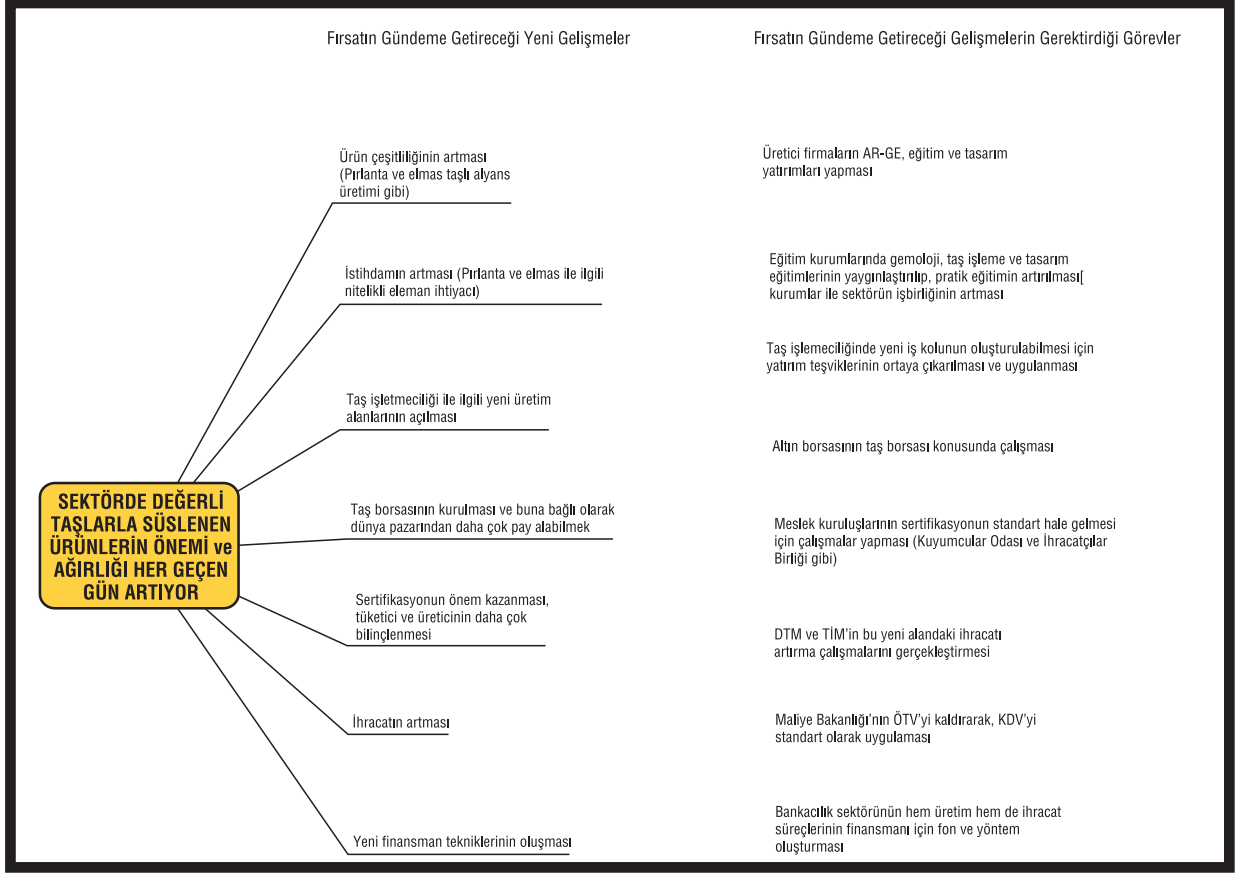 Fırsatın Gündeme Getireceği Yeni Gelişmeler
Fırsatın Gündeme Getireceği Gelişmelerin Gerektirdiği Görevler
SEKTÖRDE DEĞERLİ
TAŞLARLA SÜSLENEN
ÜRÜNLERİN ÖNEMİ ve
AĞIRLIĞI HER GEÇEN
GÜN ARTIYOR
Ürün çeşitliliğinin artması
(Pırlanta ve elmas taşlı alyans
üretimi gibi)
İstihdamın artması (Pırlanta ve elmas ile ilgili
nitelikli eleman ihtiyacı)
Taş işletmeciliği ile ilgili yeni üretim
alanlarının açılması
Taş borsasının kurulması ve buna bağlı olarak
dünya pazarından daha çok pay alabilmek
Sertifikasyonun önem kazanması,
tüketici ve üreticinin daha çok
bilinçlenmesi
İhracatın artması
Yeni finansman tekniklerinin oluşması
Üretici firmaların AR-GE, eğitim ve tasarım
yatırımları yapması
Eğitim kurumlarında gemoloji, taş işleme ve tasarım
eğitimlerinin yaygınlaştırılıp, pratik eğitimin artırılması[
kurumlar ile sektörün işbirliğinin artması
Taş işlemeciliğinde yeni iş kolunun oluşturulabilmesi için
yatırım teşviklerinin ortaya çıkarılması ve uygulanması
Altın borsasının taş borsası konusunda çalışması
Meslek kuruluşlarının sertifikasyonun standart hale gelmesi
için çalışmalar yapması (Kuyumcular Odası ve İhracatçılar
Birliği gibi)
DTM ve TİM'in bu yeni alandaki ihracatı
artırma çalışmalarını gerçekleştirmesi
Maliye Bakanlığı'nın ÖTV'yi kaldırarak, KDV'yi
standart olarak uygulaması
Bankacılık sektörünün hem üretim hem de ihracat
süreçlerinin finansmanı için fon ve yöntem
oluşturması